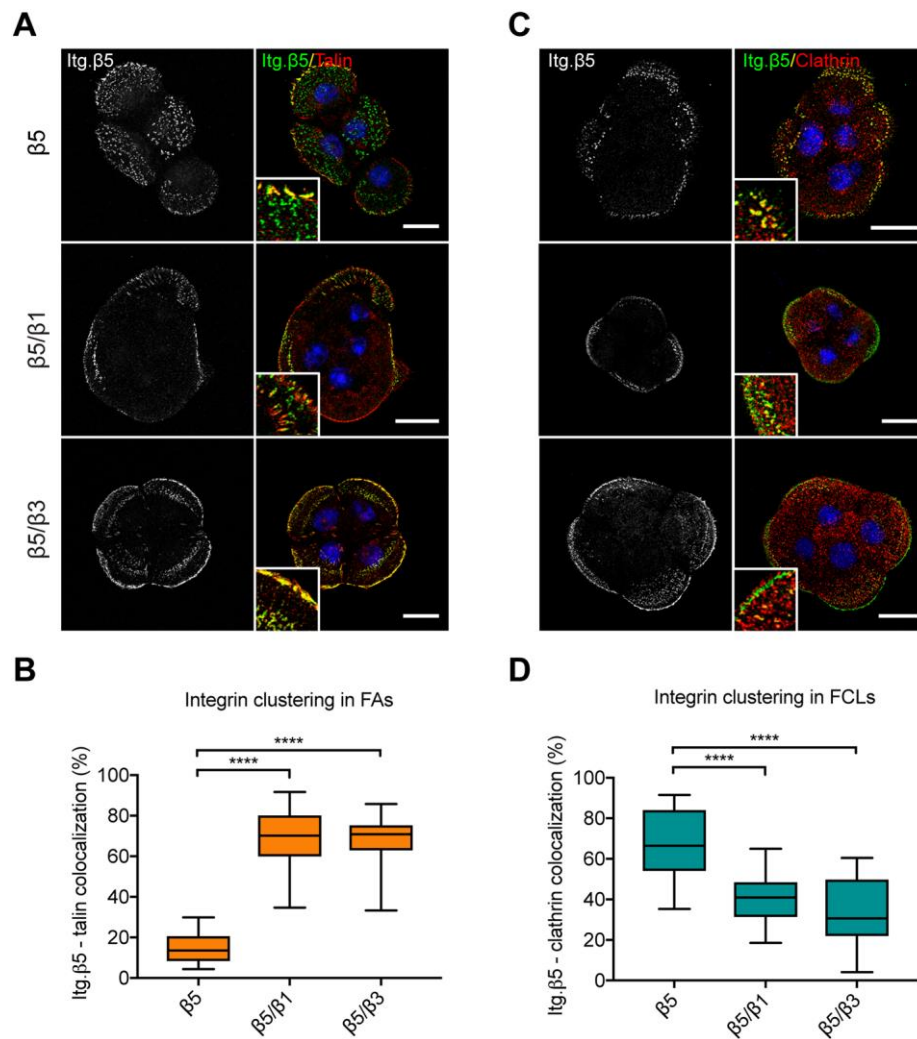 A
Itg.β5
Itg.β5/Talin
β5
β5/β1
β5/β3
C
Itg.β5
Itg.β5/Clathrin
B
Integrin clustering in FAs
Itg.β5 - talin colocalization (%)
****
****
100
80
60
40
20
0
β5
β5/β1
β5/β3
D
Integrin clustering in FCLs
Itg.β5 - clathrin colocalization (%)
****
****
100
80
60
40
20
0
β5
β5/β1
β5/β3